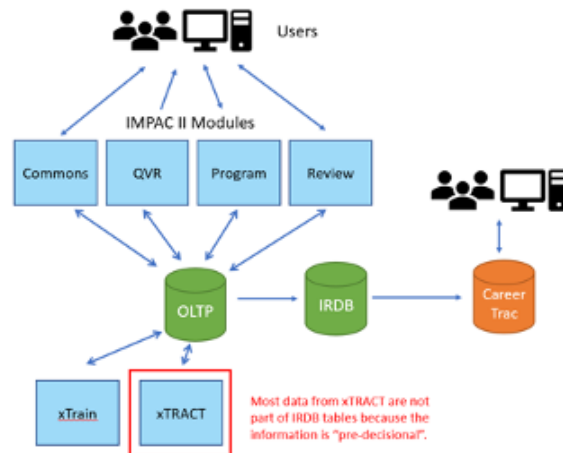 Users
IMPAC II Modules
Commons
QVR
Program
Review
OLTP
IRDB
Career
Trac
xTrain
xTRACT
Most data from xTRACT are not
part of IRDB tables because the
information is "pre-decisional".